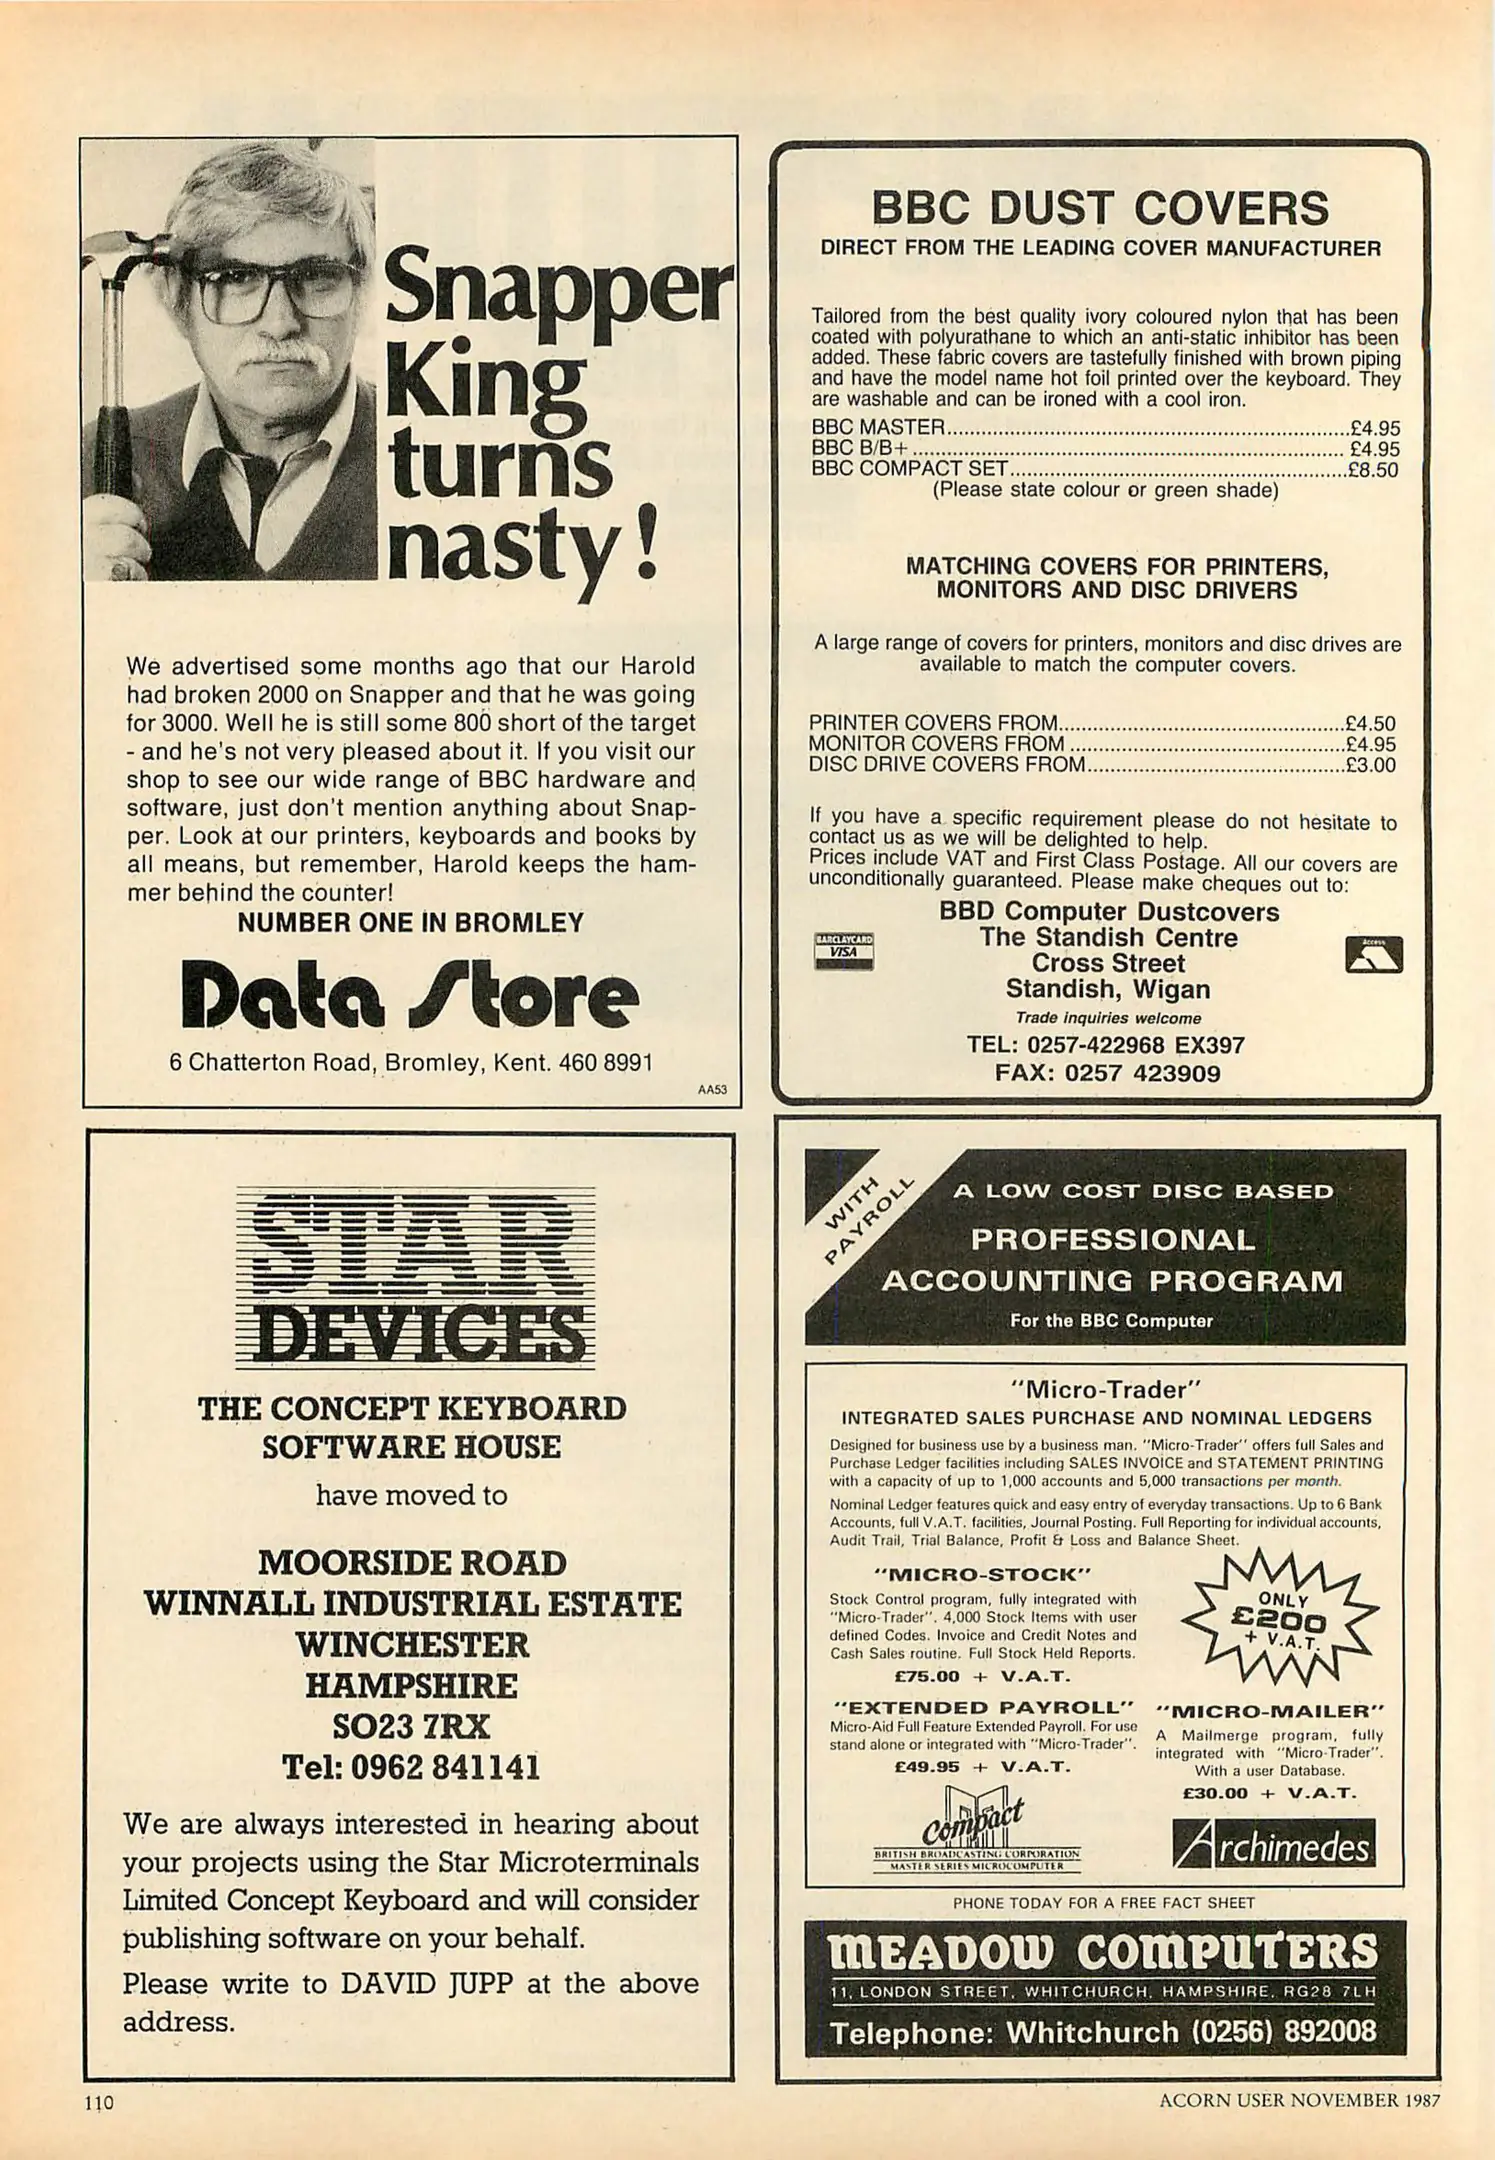 Snapper
King
turns
nasty!
We advertised some months ago that our Harold
had broken 2000 on Snapper and that he was going
for 3000. Well he is still some 800 short of the target
- and he's not very pleased about it. If you visit our
shop to see our wide range of BBC hardware and
software, just don't mention anything about Snap-
per. Look at our printers, keyboards and books by
all means, but remember, Harold keeps the ham-
mer behind the counter!
NUMBER ONE IN BROMLEY
Data Store
6 Chatterton Road, Bromley, Kent. 460 8991
AA53
BBC DUST COVERS
DIRECT FROM THE LEADING COVER MANUFACTURER
Tailored from the best quality ivory coloured nylon that has been
coated with polyurathane to which an anti-static inhibitor has been
added. These fabric covers are tastefully finished with brown piping
and have the model name hot foil printed over the keyboard. They
are washable and can be ironed with a cool iron.
BBC MASTER.......................................................................£4.95
BBC B/B+ ........................................................................... £4.95
BBC COMPACT SET...........................................................£8.50
(Please state colour or green shade)
MATCHING COVERS FOR PRINTERS,
MONITORS AND DISC DRIVERS
A large range of covers for printers, monitors and disc drives are
available to match the computer covers.
PRINTER COVERS FROM..................................................£4.50
MONITOR COVERS FROM ................................................£4.95
DISC DRIVE COVERS FROM.............................................£3.00
If you have a specific requirement please do not hesitate to
contact us as we will be delighted to help.
Prices include VAT and First Class Postage. All our covers are
unconditionally guaranteed. Please make cheques out to:
BBD Computer Dustcovers
The Standish Centre
Cross Street
Standish, Wigan
BARCLAYCARD
VISA
Access
Trade inquiries welcome
TEL: 0257-422968 EX397
FAX: 0257 423909
STAR
DEVICES
THE CONCEPT KEYBOARD
SOFTWARE HOUSE
have moved to
MOORSIDE ROAD
WINNALL INDUSTRIAL ESTATE
WINCHESTER
HAMPSHIRE
SO23 7RX
Tel: 0962 841141
We are always interested in hearing about
your projects using the Star Microterminals
Limited Concept Keyboard and will consider
publishing software on your behalf.
Please write to DAVID JUPP at the above
address.
WITH
PAYROLL
A LOW COST DISC BASED
PROFESSIONAL
ACCOUNTING PROGRAM
For the BBC Computer
"Micro-Trader"
INTEGRATED SALES PURCHASE AND NOMINAL LEDGERS
Designed for business use by a business man. "Micro-Trader" offers full Sales and
Purchase Ledger facilities including SALES INVOICE and STATEMENT PRINTING
with a capacity of up to 1,000 accounts and 5,000 transactions per month.
Nominal Ledger features quick and easy entry of everyday transactions. Up to 6 Bank
Accounts, full V.A.T. facilities, Journal Posting. Full Reporting for individual accounts,
Audit Trail, Trial Balance, Profit & Loss and Balance Sheet.
"MICRO-STOCK"
Stock Control program, fully integrated with
"Micro-Trader". 4,000 Stock Items with user
defined Codes. Invoice and Credit Notes and
Cash Sales routine. Full Stock Held Reports.
£75.00 + V.A.T.
ONLY
£200
+ V.A.T.
"EXTENDED PAYROLL"
Micro-Aid Full Feature Extended Payroll. For use
stand alone or integrated with "Micro-Trader".
£49.95 + V.A.T.
"MICRO-MAILER"
A Mailmerge program, fully
integrated with "Micro-Trader".
With a user Database.
£30.00 + V.A.T.
Compact
BRITISH BROADCASTING CORPORATION
MASTER SERIES MICROCOMPUTER
Archimedes
PHONE TODAY FOR A FREE FACT SHEET
MEADOW COMPUTERS
11, LONDON STREET, WHITCHURCH, HAMPSHIRE, RG28 7LH
Telephone: Whitchurch (0256) 892008
110
ACORN USER NOVEMBER 1987